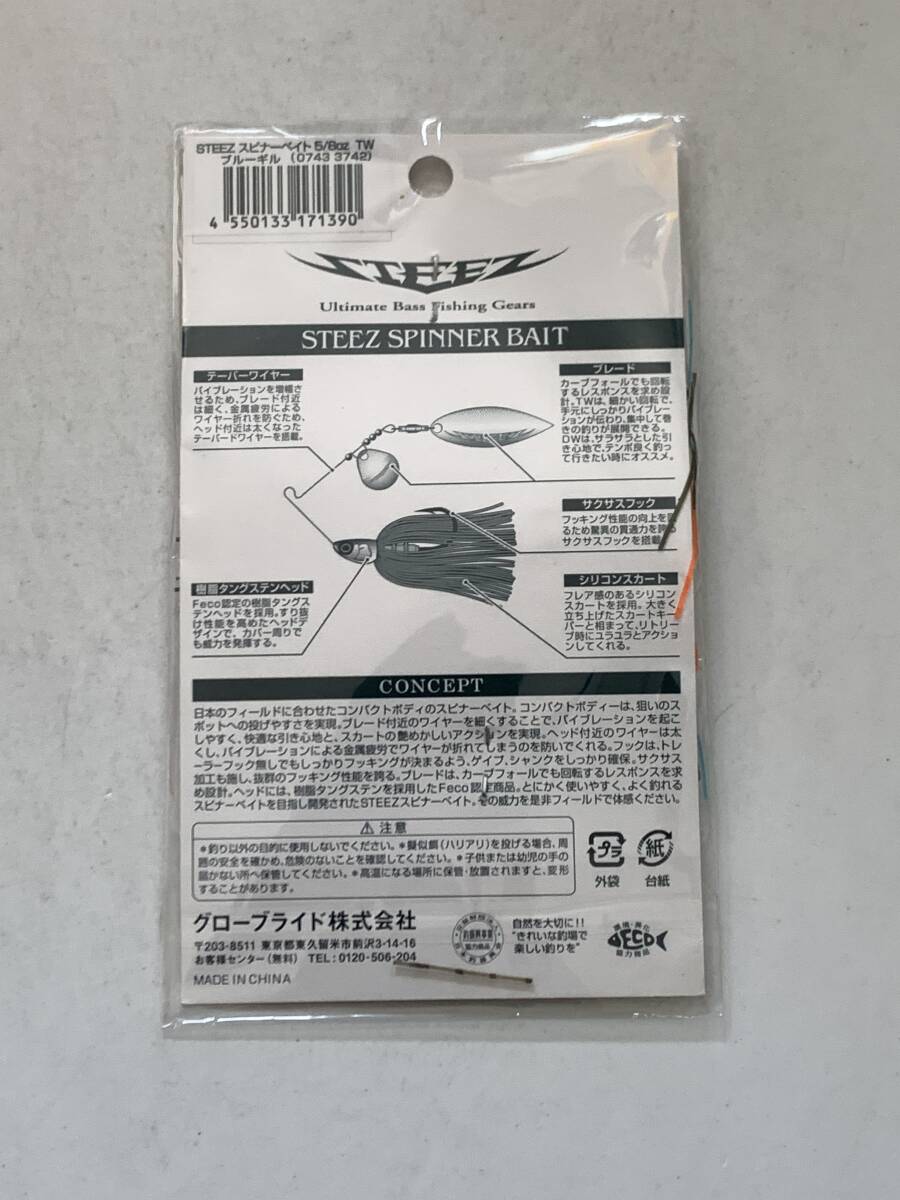 STEEZ スピナーベイト 5/8oz TW
ブルーギル (0743 3742)
4 550133 171390
STEEZ
Ultimate Bass Fishing Gears
STEEZ SPINNER BAIT
テーパーワイヤー
バイブレーションを増幅さ
せるため、ブレード付近
は細く、金属疲労による
ワイヤー折れを防ぐため、
ヘッド付近は太くなった
テーパードワイヤーを搭載。
ブレード
カーブフォールでも回転
するレスポンスを求め設
計。TWは、細かい回転で、
手元にしっかりバイブレー
ションが伝わり、集中して巻
きの釣りが展開できる。
DWは、サラサラとした引
き心地で、テンポ良く釣っ
て行きたい時にオススメ。
サクサスフック
フッキング性能の向上を図
るため驚異の貫通力を誇る
サクサスフックを搭載
樹脂タングステンヘッド
Feco認定の樹脂タングス
テンヘッドを採用。すり抜
け性能を高めたヘッドデ
ザインで、カバー周りで
も威力を発揮する。
シリコンスカート
フレア感のあるシリコン
スカートを採用。大きく
立ち上げたスカートキー
パーと相まって、リトリー
ブ時にユラユラとアクショ
ンしてくれる。
CONCEPT
日本のフィールドに合わせたコンパクトボディのスピナーベイト。コンパクトボディーは、狙いのス
ポットへの投げやすさを実現。ブレード付近のワイヤーを細くすることで、バイブレーションを起こ
しやすく、快適な引き心地と、スカートの艶めかしいアクションを実現。ヘッド付近のワイヤーは太
くし、バイブレーションによる金属疲労でワイヤーが折れてしまうのを防いでくれる。フックは、トレ
ーラーフック無しでもしっかりフッキングが決まるよう、ゲイプ、シャンクをしっかり確保。サクサス
加工も施し、抜群のフッキング性能を誇る。ブレードは、カーブフォールでも回転するレスポンスを求
め設計。ヘッドには、樹脂タングステンを採用したFeco認定商品。とにかく使いやすく、よく釣れる
スピナーベイトを目指し開発されたSTEEZスピナーベイト。その威力を是非フィールドで体感ください。
⚠ 注意
*釣り以外の目的に使用しないでください。*擬似餌(ハリアリ)を投げる場合、周
囲の安全を確かめ、危険のないことを確認してください。*子供または幼児の手の
届かない所へ保管してください。*高温になる場所に保管・放置されますと、変形
することがあります。
プラ 紙
外袋 台紙
グローブライド株式会社
〒203-8511 東京都東久留米市前沢3-14-16
お客様センター(無料) TEL:0120-506-204
MADE IN CHINA
自然を大切に!!
“きれいな釣場で
楽しい釣りを”
環境・美化
ECO
協力商品